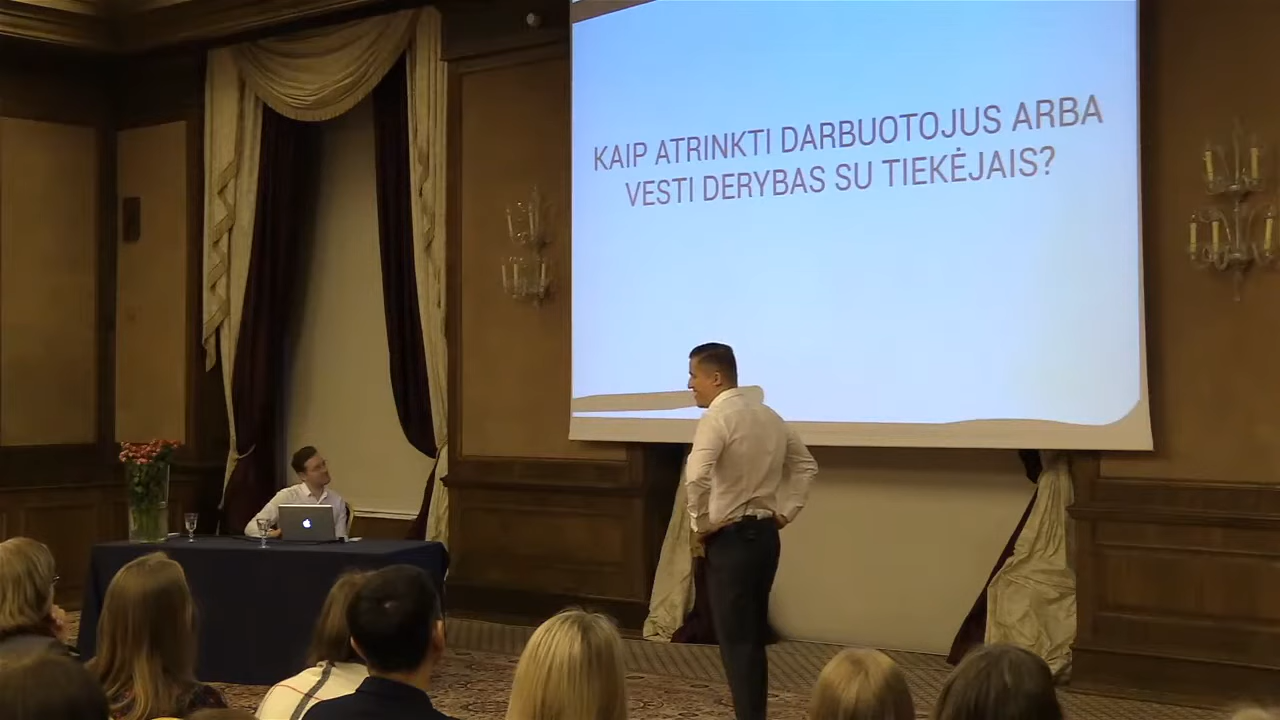 KAIP ATRINKTI DARBUOTOJUS ARBA
VESTI DERYBAS SU TIEKĖJAIS?